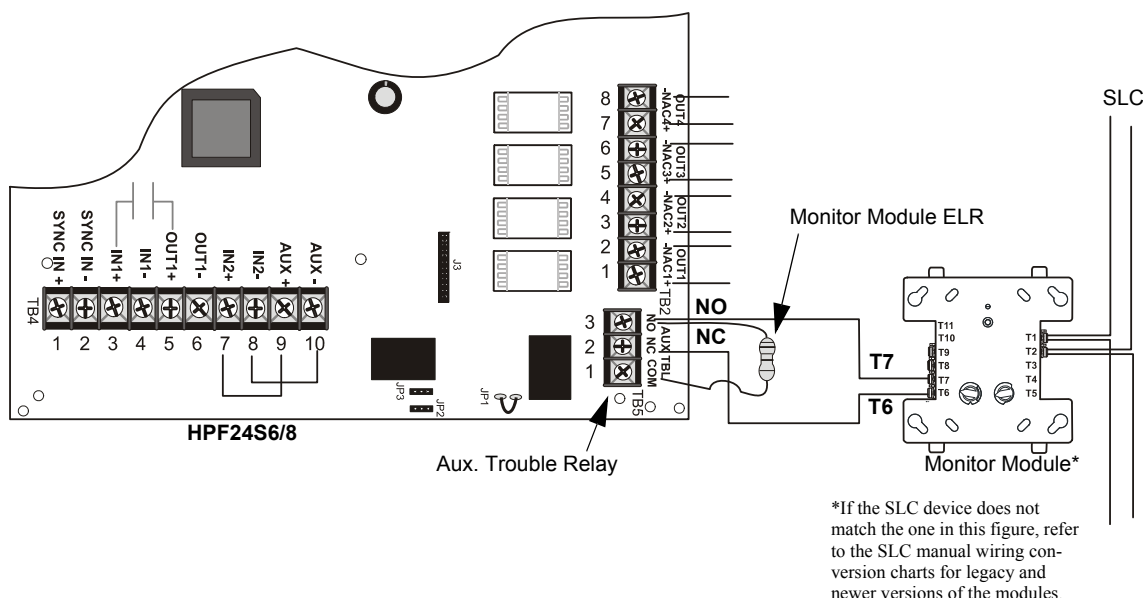 SLC
8
7
6
5
4
3
2
1
-NAC4+
OUT4
-NAC3+
OUT3
-NAC2+
OUT2
-NAC1+
OUT1
TB2
Monitor Module ELR
SYNC IN +
SYNC IN -
IN1+
IN1-
OUT1+
OUT1-
IN2+
IN2-
AUX +
AUX -
J3
TB4
1 2 3 4 5 6 7 8 9 10
3
2
1
NO NC COM
AUX TBL
TB5
NO
NC
T7
T6
T11
T10
T9
T8
T7
T6
T1
T2
T3
T4
T5
JP3
JP2
JP1
HPF24S6/8
Aux. Trouble Relay
Monitor Module*
*If the SLC device does not
match the one in this figure, refer
to the SLC manual wiring con-
version charts for legacy and
newer versions of the modules